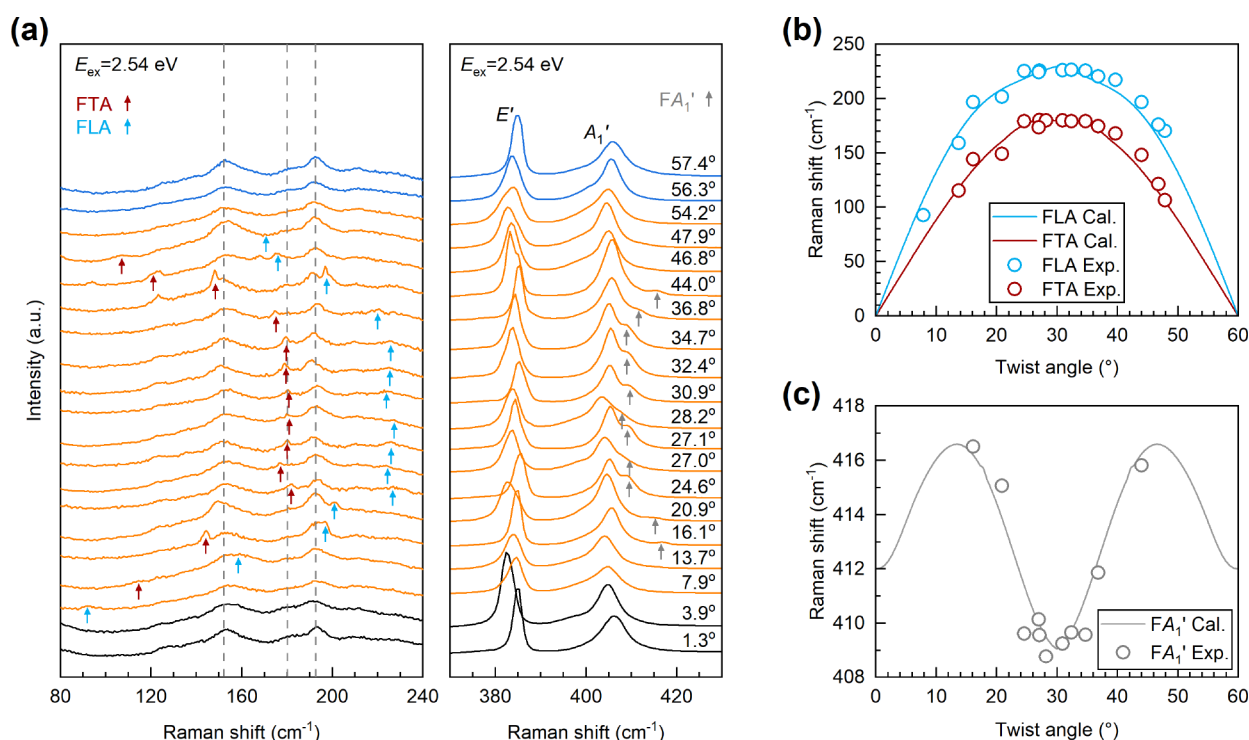 (a)
E_ex=2.54 eV
FTA ↑
FLA ↑
Intensity (a.u.)
80 120 160 200 240
Raman shift (cm⁻¹)
E_ex=2.54 eV
FA₁' ↑
E'
A₁'
57.4°
56.3°
54.2°
47.9°
46.8°
44.0°
36.8°
34.7°
32.4°
30.9°
28.2°
27.1°
27.0°
24.6°
20.9°
16.1°
13.7°
7.9°
3.9°
1.3°
380 400 420
Raman shift (cm⁻¹)
(b)
Raman shift (cm⁻¹)
250
200
150
100
50
0
FLA Cal.
FTA Cal.
FLA Exp.
FTA Exp.
0 10 20 30 40 50 60
Twist angle (°)
(c)
Raman shift (cm⁻¹)
418
416
414
412
410
408
FA₁' Cal.
FA₁' Exp.
0 10 20 30 40 50 60
Twist angle (°)